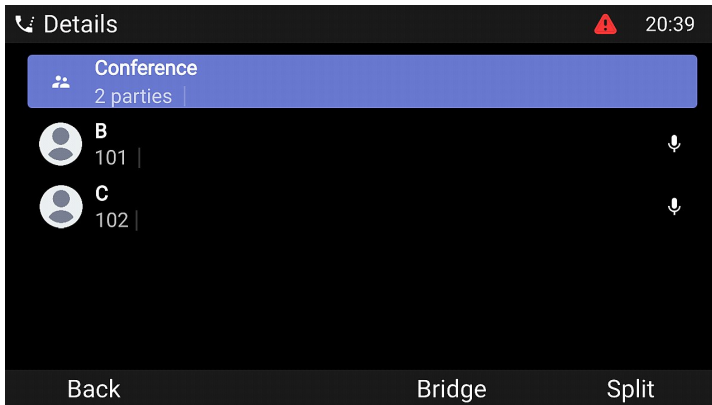 Details
20:39
Conference
2 parties
B
101
C
102
Back
Bridge
Split